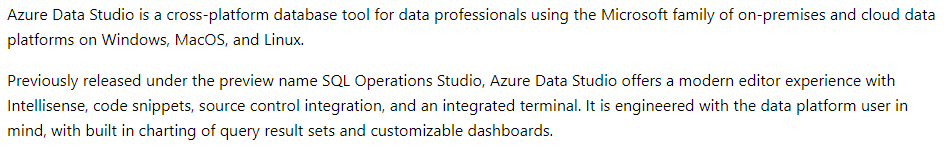 Azure Data Studio is a cross-platform database tool for data professionals using the Microsoft family of on-premises and cloud data
platforms on Windows, MacOS, and Linux.
Previously released under the preview name SQL Operations Studio, Azure Data Studio offers a modern editor experience with
Intellisense, code snippets, source control integration, and an integrated terminal. It is engineered with the data platform user in
mind, with built in charting of query result sets and customizable dashboards.